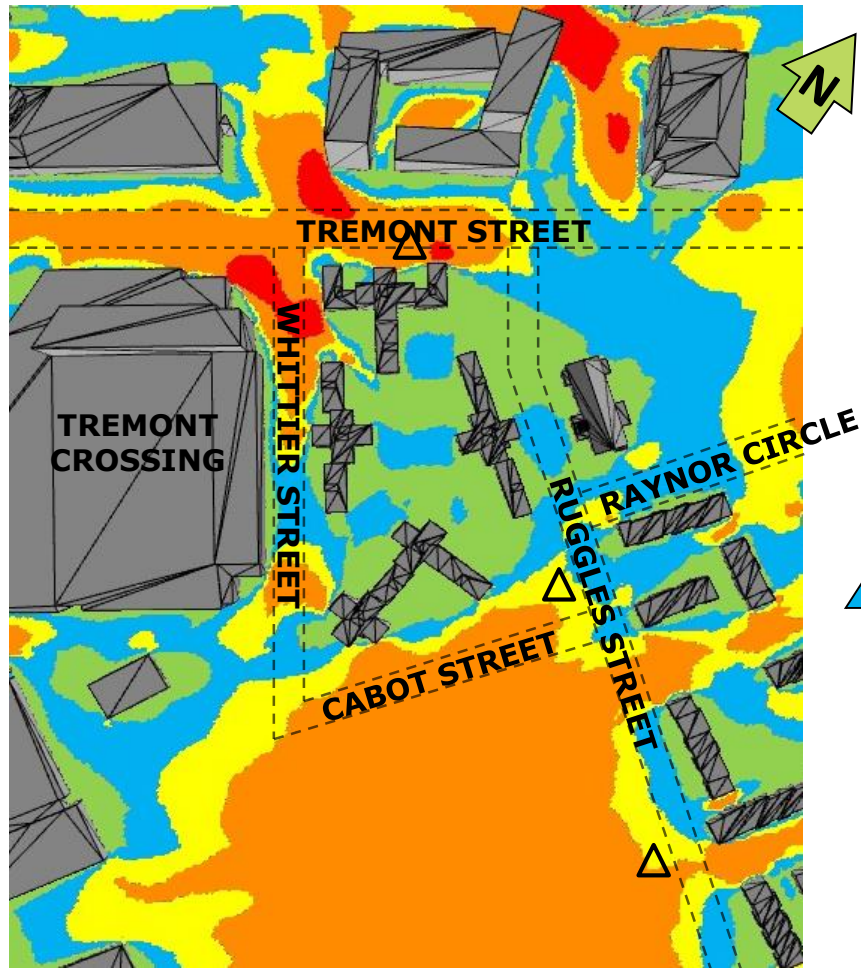 N
TREMONT STREET
WHITTIER STREET
TREMONT
CROSSING
RAYNOR CIRCLE
RUGGLES STREET
CABOT STREET